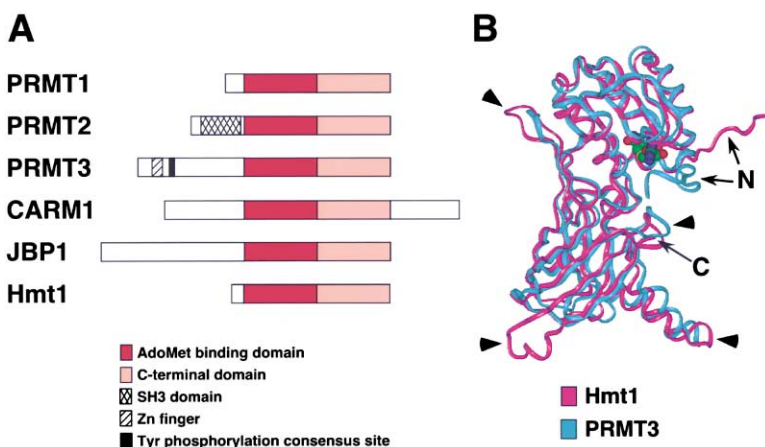 A
PRMT1
PRMT2
PRMT3
CARM1
JBP1
Hmt1
AdoMet binding domain
C-terminal domain
SH3 domain
Zn finger
Tyr phosphorylation consensus site
B
N
C
Hmt1
PRMT3